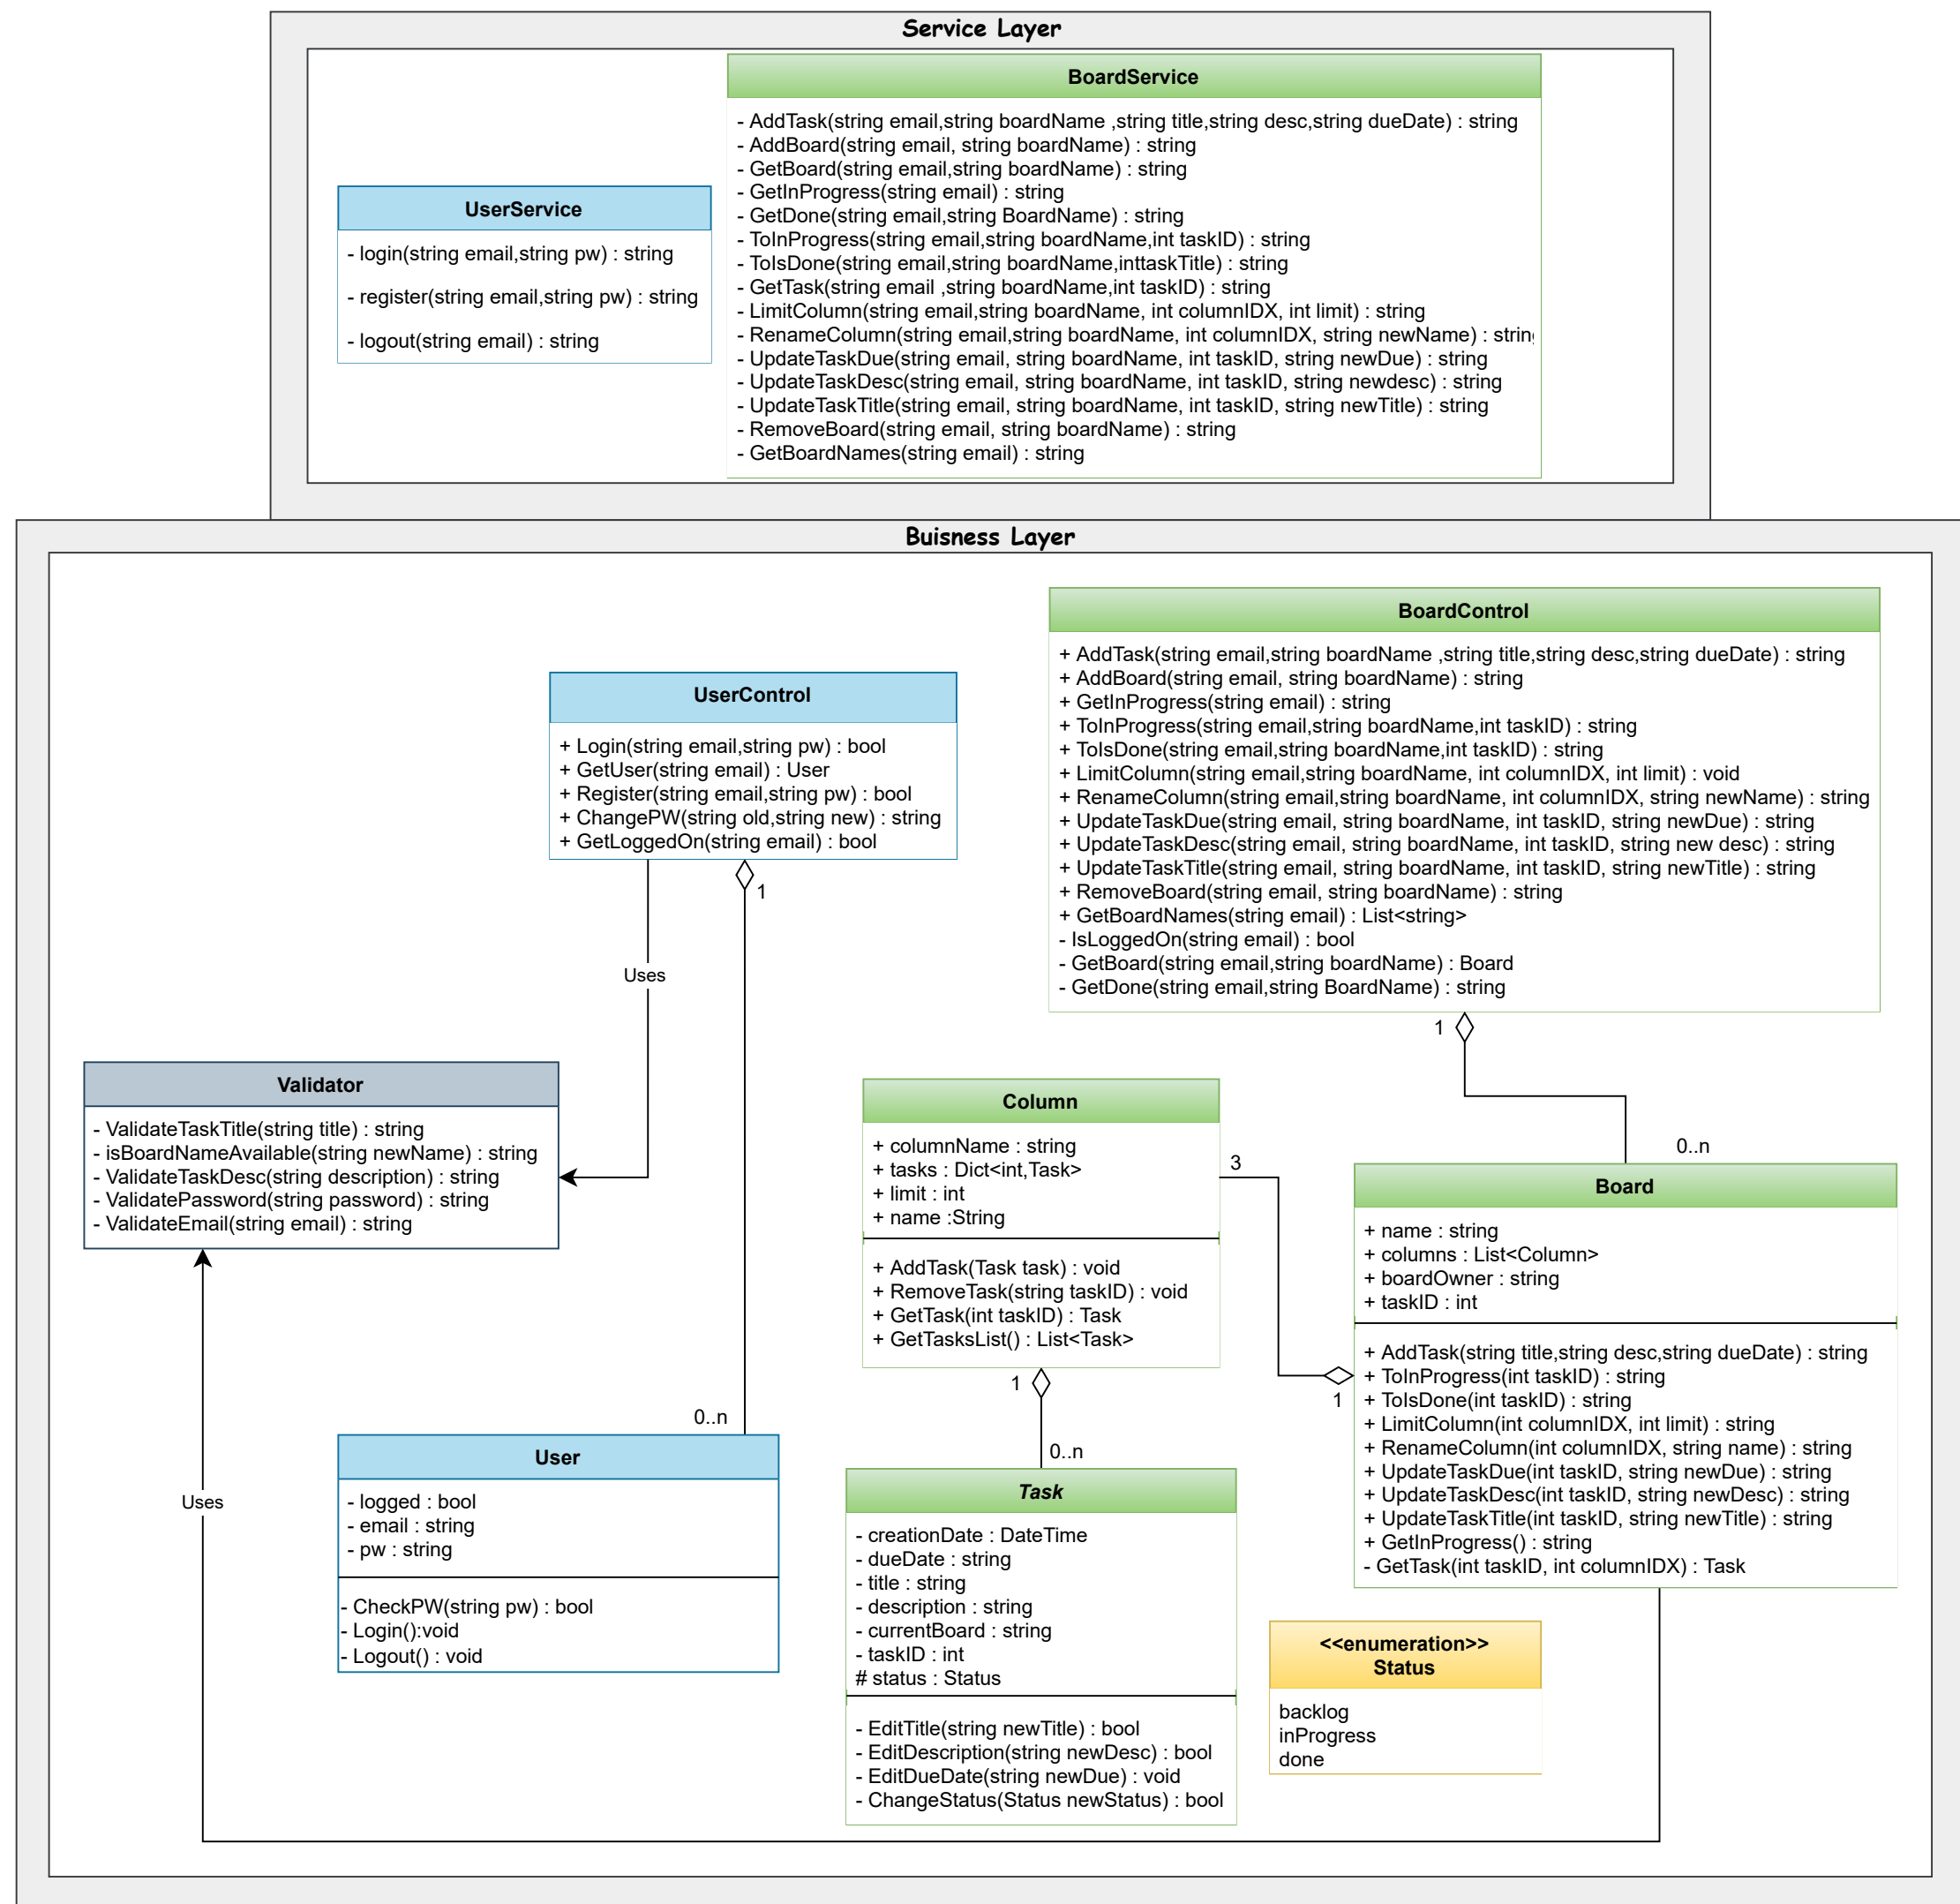 Service Layer
UserService
- login(string email,string pw) : string
- register(string email,string pw) : string
- logout(string email) : string
BoardService
- AddTask(string email,string boardName ,string title,string desc,string dueDate) : string
- AddBoard(string email, string boardName) : string
- GetBoard(string email,string boardName) : string
- GetInProgress(string email) : string
- GetDone(string email,string BoardName) : string
- ToInProgress(string email,string boardName,int taskID) : string
- ToIsDone(string email,string boardName,inttaskTitle) : string
- GetTask(string email ,string boardName,int taskID) : string
- LimitColumn(string email,string boardName, int columnIDX, int limit) : string
- RenameColumn(string email,string boardName, int columnIDX, string newName) : string
- UpdateTaskDue(string email, string boardName, int taskID, string newDue) : string
- UpdateTaskDesc(string email, string boardName, int taskID, string newdesc) : string
- UpdateTaskTitle(string email, string boardName, int taskID, string newTitle) : string
- RemoveBoard(string email, string boardName) : string
- GetBoardNames(string email) : string
Buisness Layer
BoardControl
+ AddTask(string email,string boardName ,string title,string desc,string dueDate) : string
+ AddBoard(string email, string boardName) : string
+ GetInProgress(string email) : string
+ ToInProgress(string email,string boardName,int taskID) : string
+ ToIsDone(string email,string boardName,int taskID) : string
+ LimitColumn(string email,string boardName, int columnIDX, int limit) : void
+ RenameColumn(string email,string boardName, int columnIDX, string newName) : string
+ UpdateTaskDue(string email, string boardName, int taskID, string newDue) : string
+ UpdateTaskDesc(string email, string boardName, int taskID, string new desc) : string
+ UpdateTaskTitle(string email, string boardName, int taskID, string newTitle) : string
+ RemoveBoard(string email, string boardName) : string
+ GetBoardNames(string email) : List<string>
- IsLoggedOn(string email) : bool
- GetBoard(string email,string boardName) : Board
- GetDone(string email,string BoardName) : string
UserControl
+ Login(string email,string pw) : bool
+ GetUser(string email) : User
+ Register(string email,string pw) : bool
+ ChangePW(string old,string new) : string
+ GetLoggedOn(string email) : bool
1
Uses
1
Validator
- ValidateTaskTitle(string title) : string
- isBoardNameAvailable(string newName) : string
- ValidateTaskDesc(string description) : string
- ValidatePassword(string password) : string
- ValidateEmail(string email) : string
Column
+ columnName : string
+ tasks : Dict<int,Task>
+ limit : int
+ name :String
+ AddTask(Task task) : void
+ RemoveTask(string taskID) : void
+ GetTask(int taskID) : Task
+ GetTasksList() : List<Task>
3
0..n
Board
+ name : string
+ columns : List<Column>
+ boardOwner : string
+ taskID : int
+ AddTask(string title,string desc,string dueDate) : string
+ ToInProgress(int taskID) : string
+ ToIsDone(int taskID) : string
+ LimitColumn(int columnIDX, int limit) : string
+ RenameColumn(int columnIDX, string name) : string
+ UpdateTaskDue(int taskID, string newDue) : string
+ UpdateTaskDesc(int taskID, string newDesc) : string
+ UpdateTaskTitle(int taskID, string newTitle) : string
+ GetInProgress() : string
- GetTask(int taskID, int columnIDX) : Task
1
1
0..n
0..n
User
- logged : bool
- email : string
- pw : string
- CheckPW(string pw) : bool
- Login():void
- Logout() : void
Uses
Task
- creationDate : DateTime
- dueDate : string
- title : string
- description : string
- currentBoard : string
- taskID : int
# status : Status
- EditTitle(string newTitle) : bool
- EditDescription(string newDesc) : bool
- EditDueDate(string newDue) : void
- ChangeStatus(Status newStatus) : bool
<<enumeration>>
Status
backlog
inProgress
done